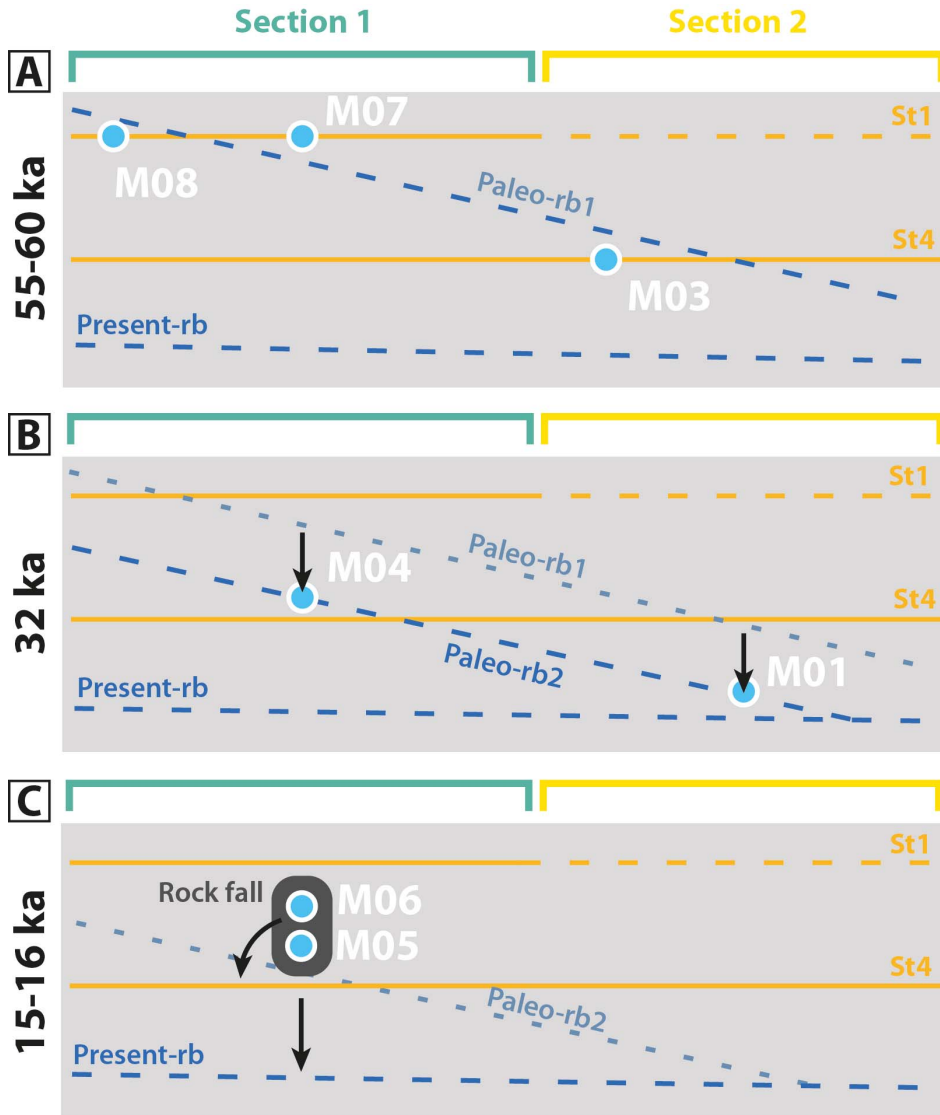 Section 1
Section 2
A
55-60 ka
M07
St1
M08
Paleo-rb1
St4
M03
Present-rb
B
32 ka
St1
Paleo-rb1
M04
St4
Paleo-rb2
M01
Present-rb
C
15-16 ka
St1
Rock fall
M06
M05
St4
Paleo-rb2
Present-rb